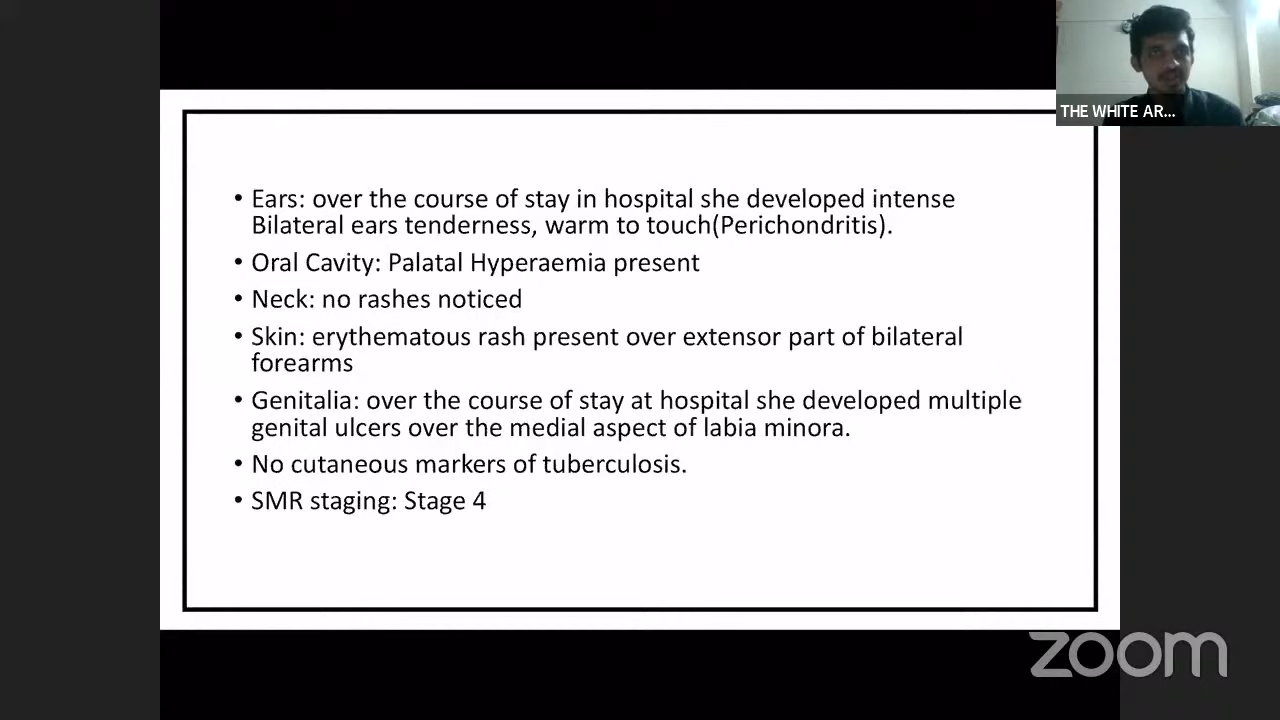 THE WHITE AR...
• Ears: over the course of stay in hospital she developed intense
Bilateral ears tenderness, warm to touch(Perichondritis).
• Oral Cavity: Palatal Hyperaemia present
• Neck: no rashes noticed
• Skin: erythematous rash present over extensor part of bilateral
forearms
• Genitalia: over the course of stay at hospital she developed multiple
genital ulcers over the medial aspect of labia minora.
• No cutaneous markers of tuberculosis.
• SMR staging: Stage 4
zoom